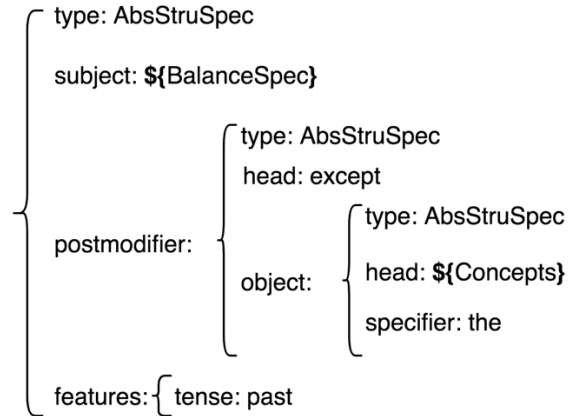 type: AbsStruSpec
subject: ${BalanceSpec}
postmodifier:
type: AbsStruSpec
head: except
object:
type: AbsStruSpec
head: ${Concepts}
specifier: the
features:
tense: past